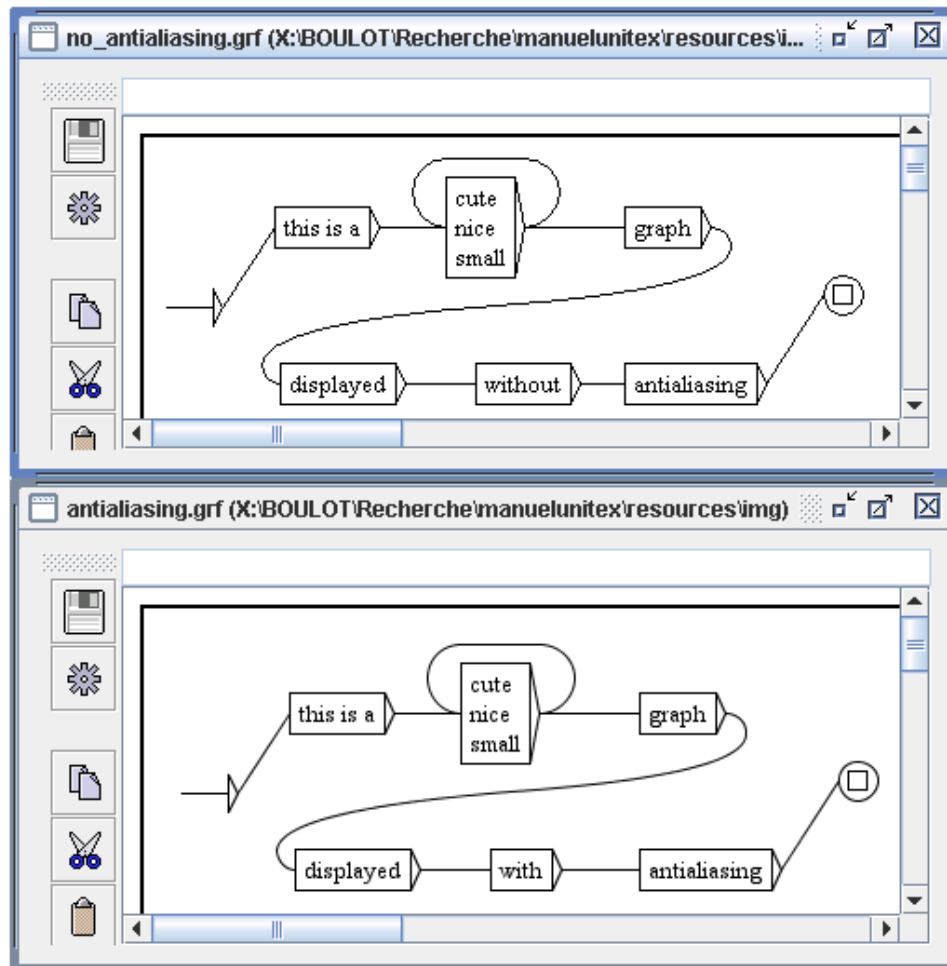 no_antialiasing.grf (X:\BOULOT\Recherche\manuelunitex\resources\i...
cute
this is a nice graph
small
displayed without antialiasing
antialiasing.grf (X:\BOULOT\Recherche\manuelunitex\resources\img)
cute
this is a nice graph
small
displayed with antialiasing